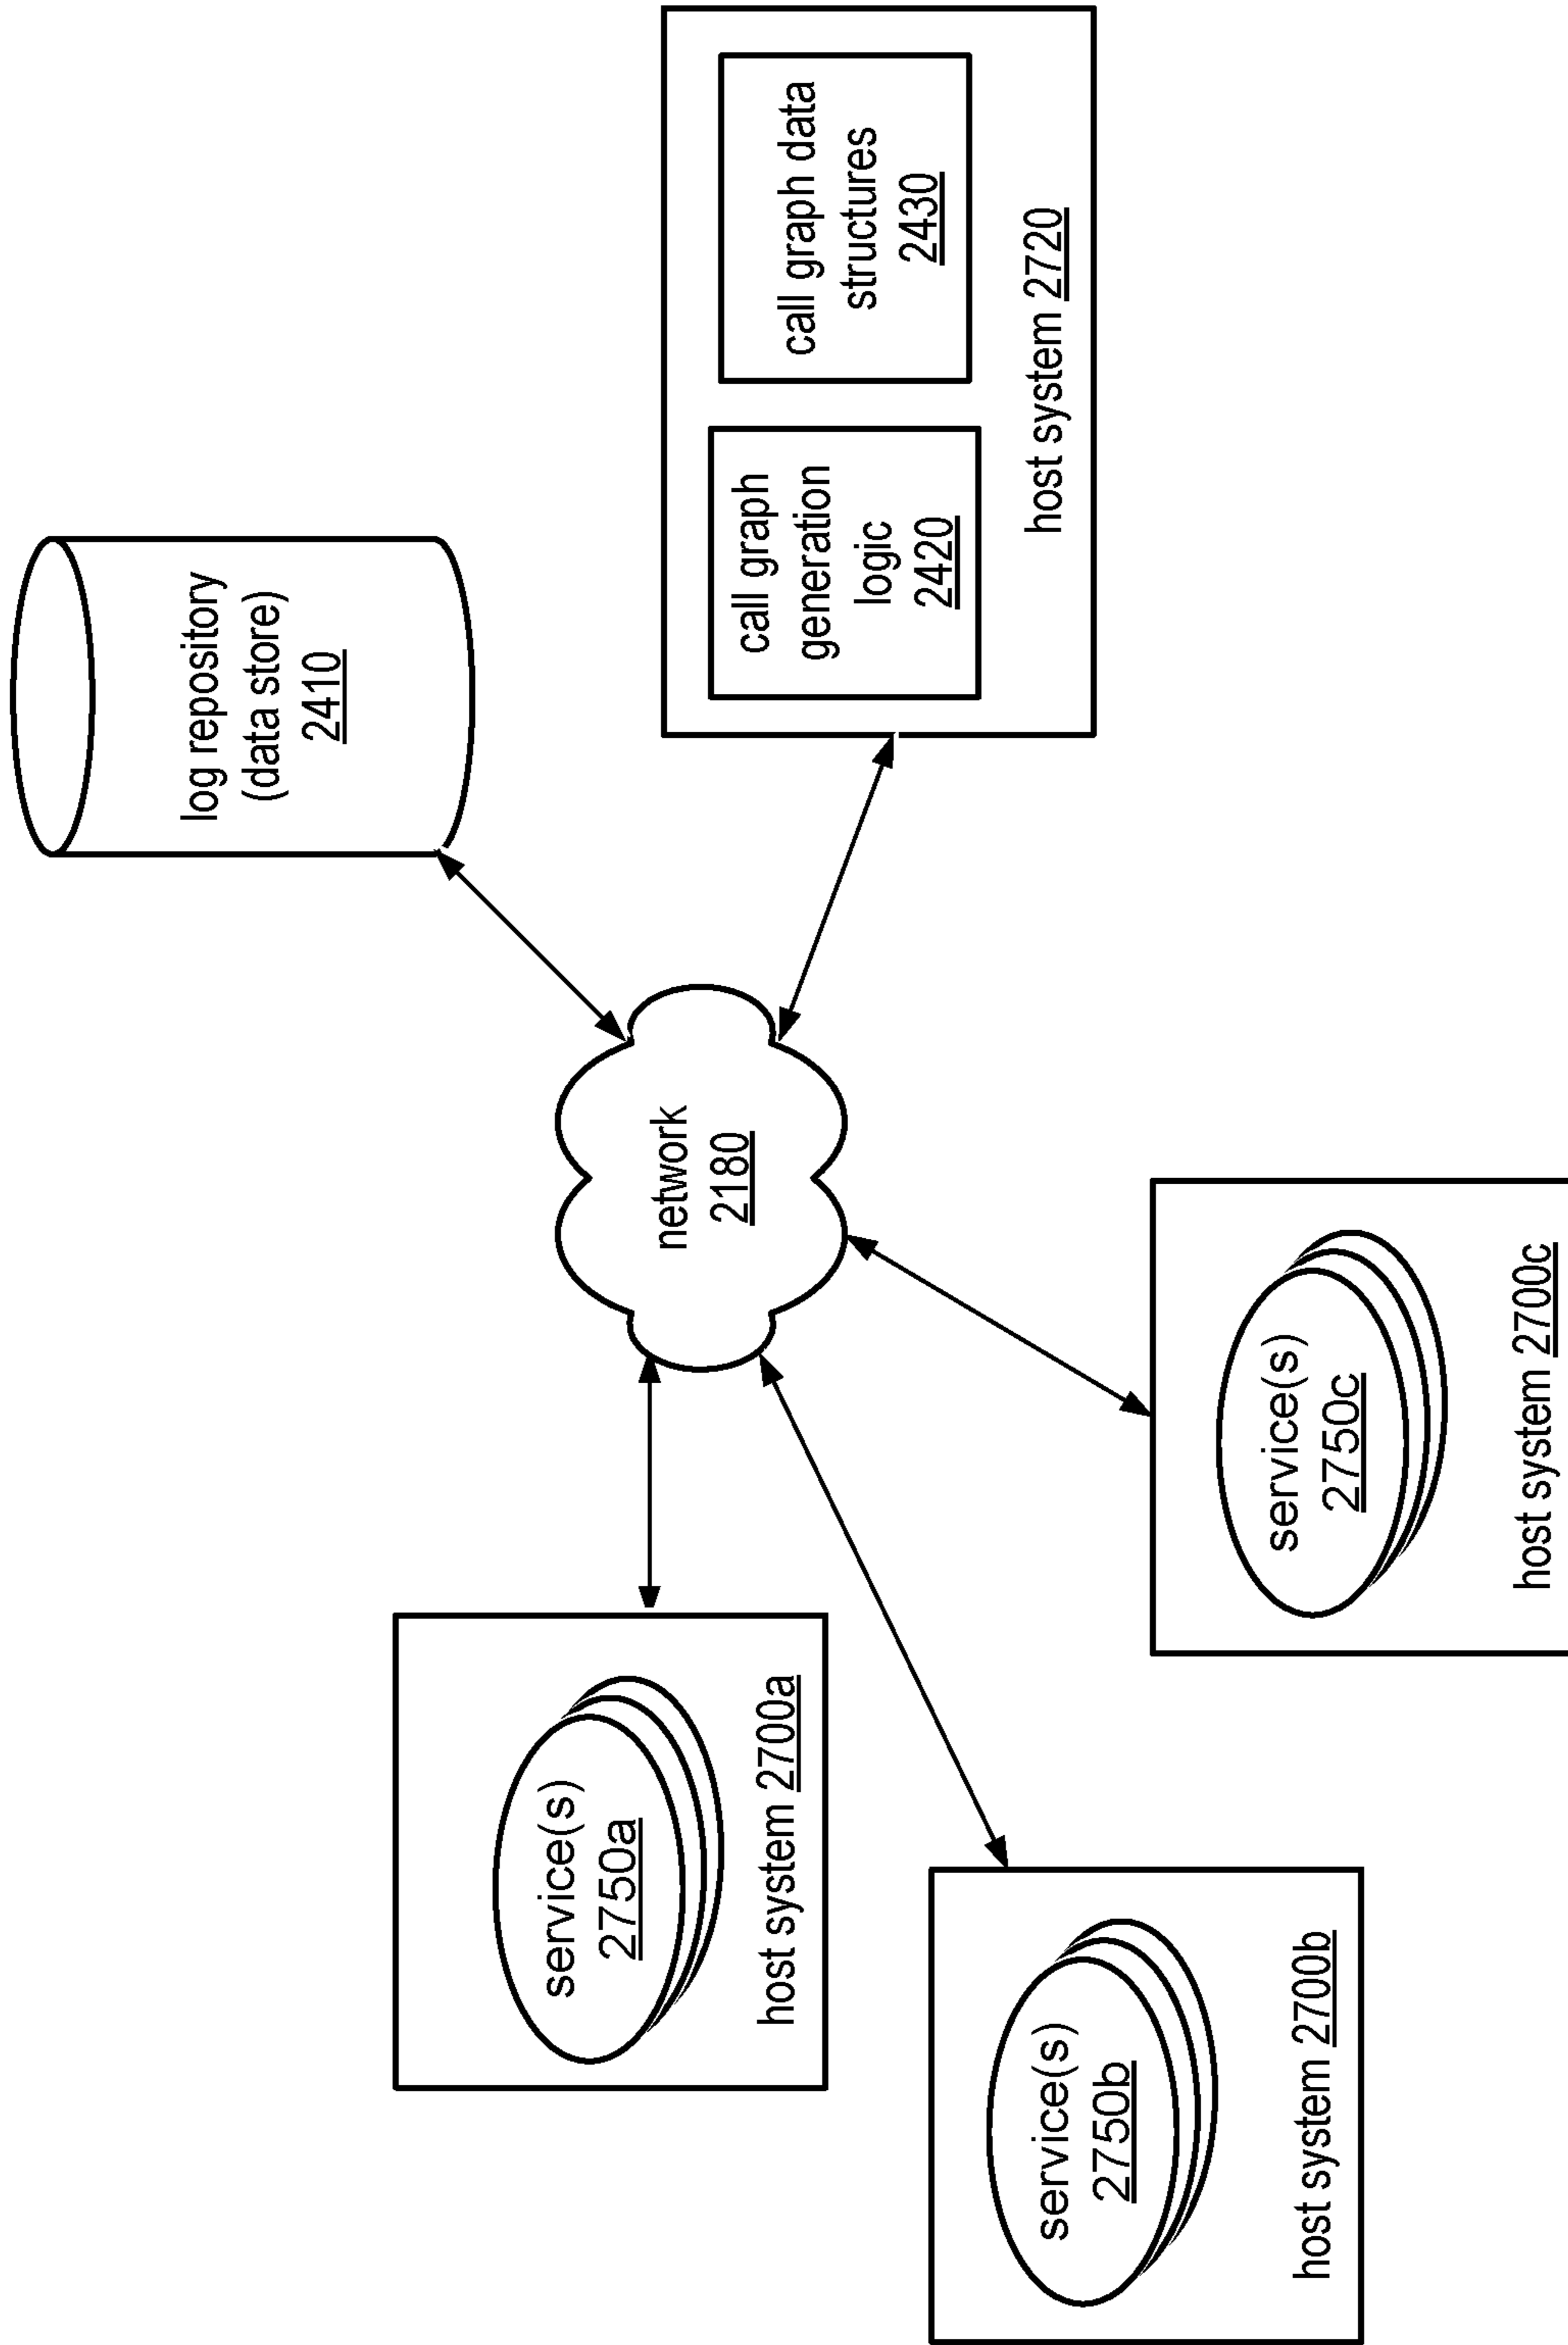 log repository
(data store)
2410
service(s)
2750a
host system 2700a
network
2180
call graph
generation
logic
2420
call graph data
structures
2430
host system 2720
service(s)
2750b
host system 2700b
service(s)
2750c
host system 2700c